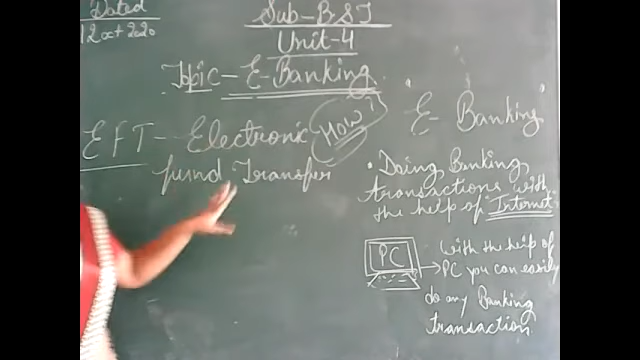 Dated
12 Oct 2020
Sub-BST
Unit-4
Topic-E-Banking
EFT- Electronic
fund Transfer
HOW?
"E- Banking"
• Doing Banking
transactions with
the help of "Internet
PC
With the help of
PC you can easily
do any Banking
transaction